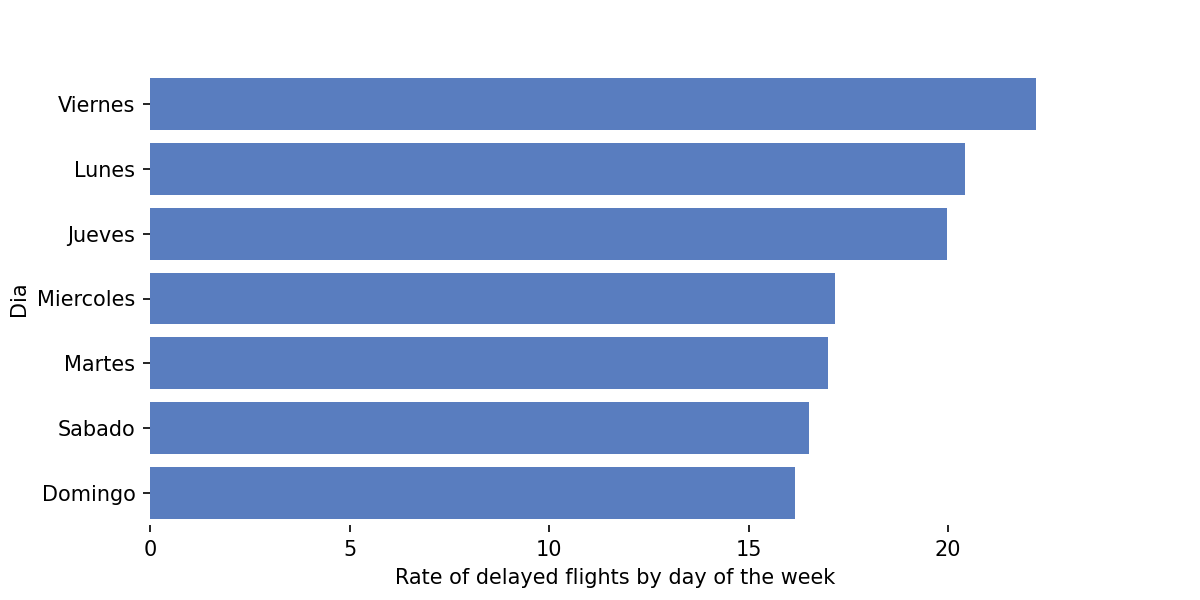 Viernes
Lunes
Jueves
Miercoles
Martes
Sabado
Domingo
Dia
0 5 10 15 20
Rate of delayed flights by day of the week